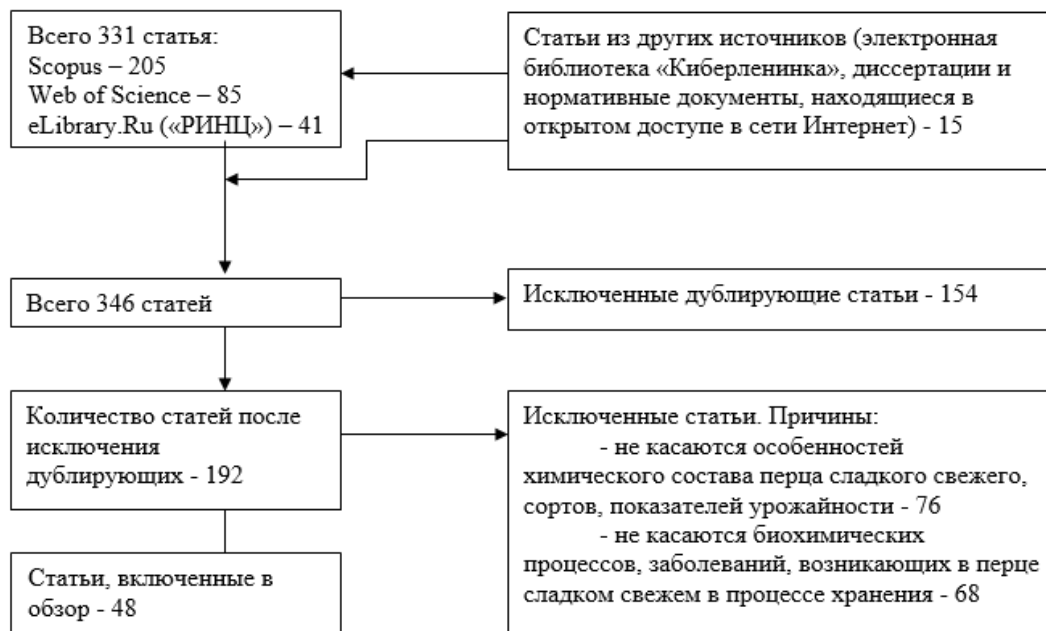 Всего 331 статья:
Scopus – 205
Web of Science – 85
eLibrary.Ru («РИНЦ») – 41
Статьи из других источников (электронная
библиотека «Киберленинка», диссертации и
нормативные документы, находящиеся в
открытом доступе в сети Интернет) - 15
Всего 346 статей
Исключенные дублирующие статьи - 154
Количество статей после
исключения
дублирующих - 192
Исключенные статьи. Причины:
- не касаются особенностей
химического состава перца сладкого свежего,
сортов, показателей урожайности - 76
- не касаются биохимических
процессов, заболеваний, возникающих в перце
сладком свежем в процессе хранения - 68
Статьи, включенные в
обзор - 48